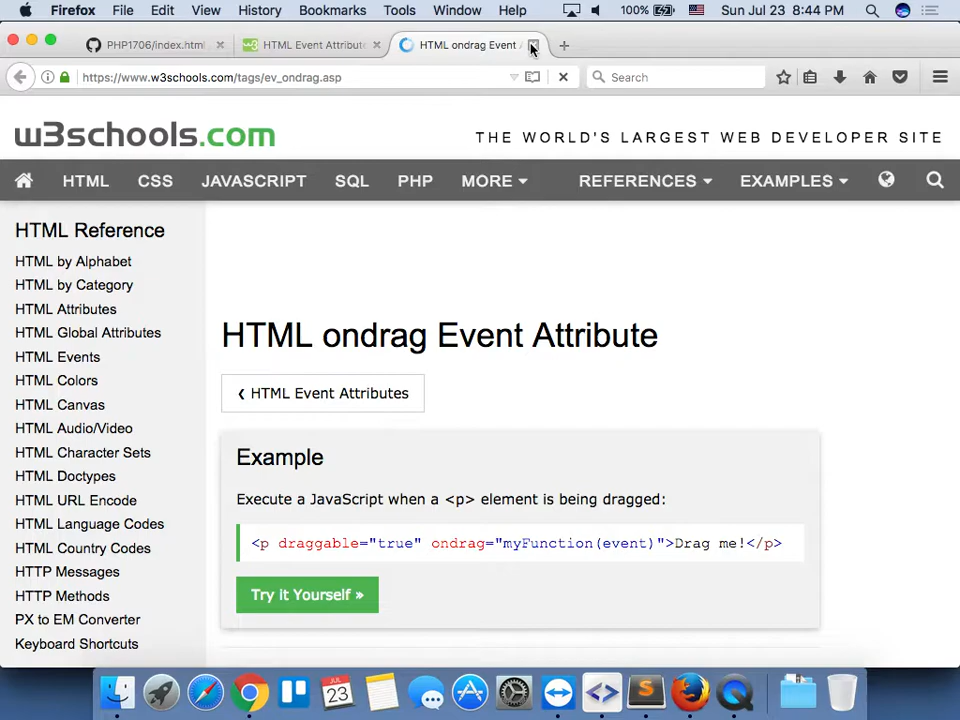 Firefox File Edit View History Bookmarks Tools Window Help 100% Sun Jul 23 8:44 PM
PHP1706/index.html HTML Event Attribute HTML ondrag Event
https://www.w3schools.com/tags/ev_ondrag.asp Search
w3schools.com THE WORLD'S LARGEST WEB DEVELOPER SITE
HTML CSS JAVASCRIPT SQL PHP MORE REFERENCES EXAMPLES
HTML Reference
HTML by Alphabet
HTML by Category
HTML Attributes
HTML Global Attributes
HTML Events
HTML Colors
HTML Canvas
HTML Audio/Video
HTML Character Sets
HTML Doctypes
HTML URL Encode
HTML Language Codes
HTML Country Codes
HTTP Messages
HTTP Methods
PX to EM Converter
Keyboard Shortcuts
HTML ondrag Event Attribute
❮ HTML Event Attributes
Example
Execute a JavaScript when a <p> element is being dragged:
<p draggable="true" ondrag="myFunction(event)">Drag me!</p>
Try it Yourself »
JUL
23